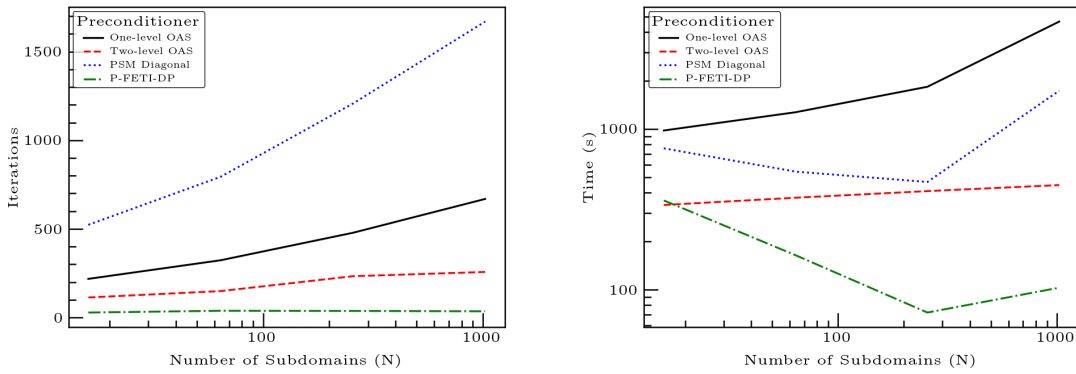 Preconditioner
One-level OAS
Two-level OAS
PSM Diagonal
P-FETI-DP
1500
1000
500
0
Iterations
100
1000
Number of Subdomains (N)
Preconditioner
One-level OAS
Two-level OAS
PSM Diagonal
P-FETI-DP
1000
100
Time (s)
100
1000
Number of Subdomains (N)